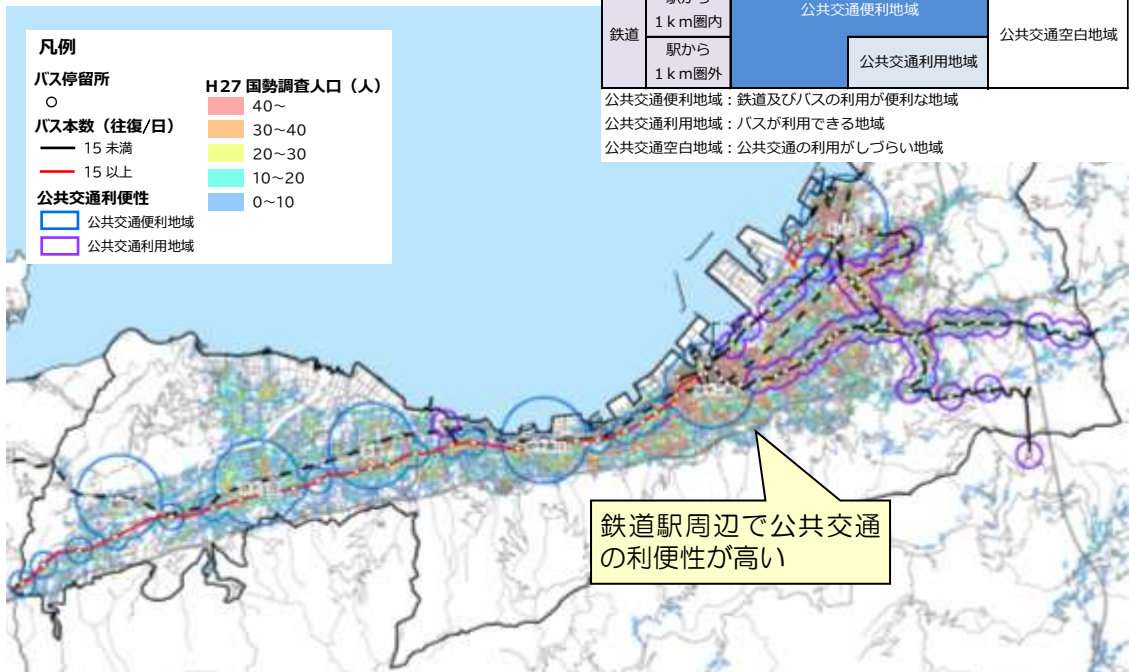 駅から
１ｋｍ圏内
公共交通便利地域
鉄道
公共交通空白地域
駅から
１ｋｍ圏外
公共交通利用地域
公共交通便利地域：鉄道及びバスの利用が便利な地域
公共交通利用地域：バスが利用できる地域
公共交通空白地域：公共交通の利用がしづらい地域
凡例
バス停留所
バス本数（往復/日）
15 未満
15 以上
公共交通利便性
公共交通便利地域
公共交通利用地域
H27 国勢調査人口（人）
40～
30～40
20～30
10～20
0～10
鉄道駅周辺で公共交通
の利便性が高い